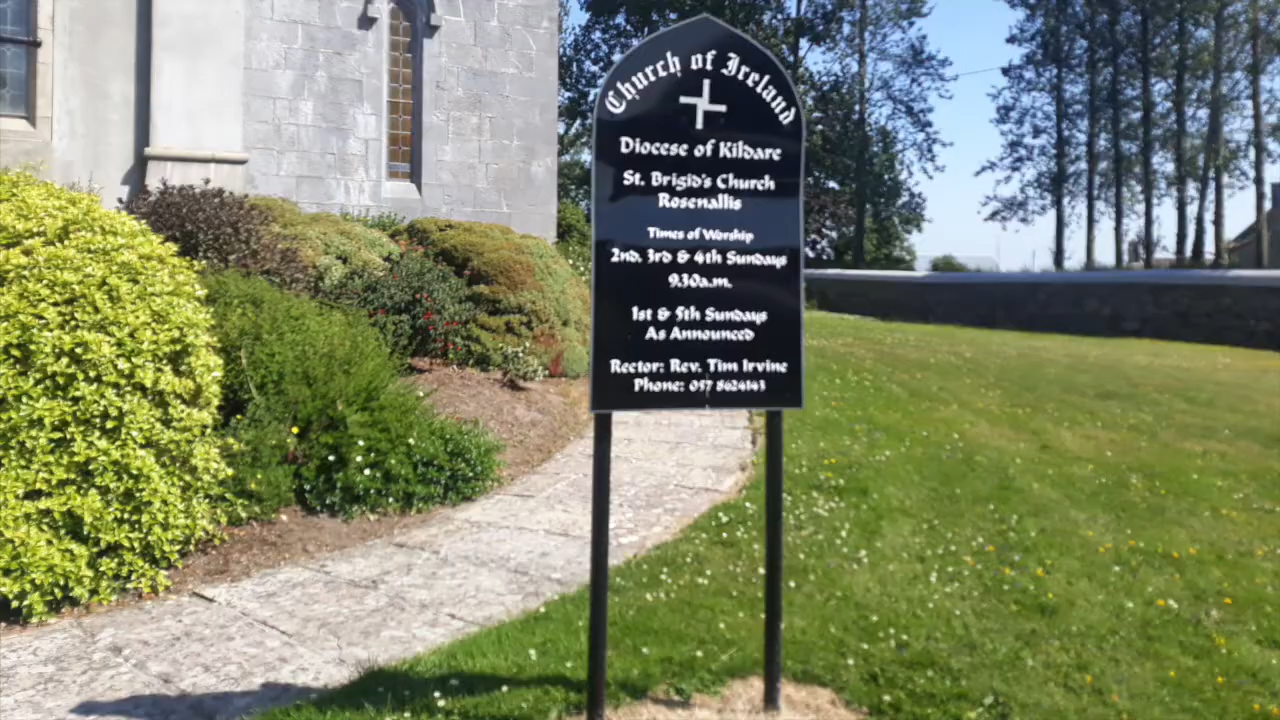 Church of Ireland
Diocese of Kildare
St. Brigid's Church
Rosenallis
Times of Worship
2nd. 3rd & 4th Sundays
9.30a.m.
1st & 5th Sundays
As Announced
Rector: Rev. Tim Irvine
Phone: 057 8624143